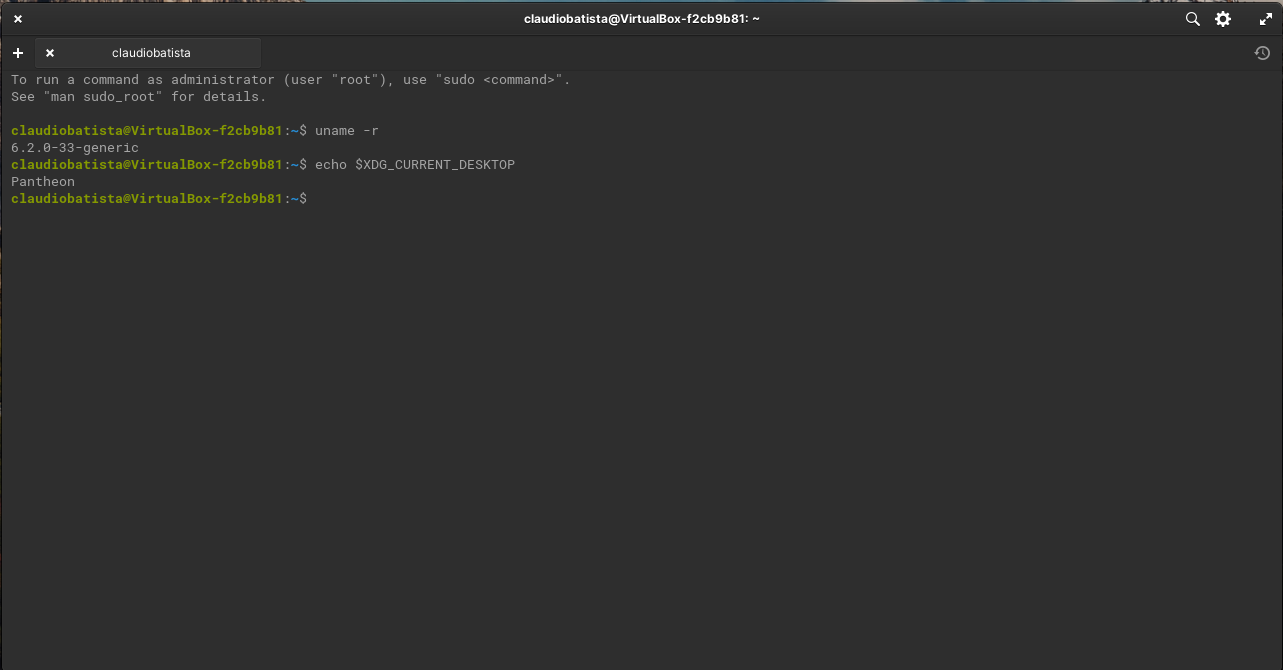 claudiobatista@VirtualBox-f2cb9b81: ~
claudiobatista
To run a command as administrator (user "root"), use "sudo <command>".
See "man sudo_root" for details.
claudiobatista@VirtualBox-f2cb9b81:~$ uname -r
6.2.0-33-generic
claudiobatista@VirtualBox-f2cb9b81:~$ echo $XDG_CURRENT_DESKTOP
Pantheon
claudiobatista@VirtualBox-f2cb9b81:~$